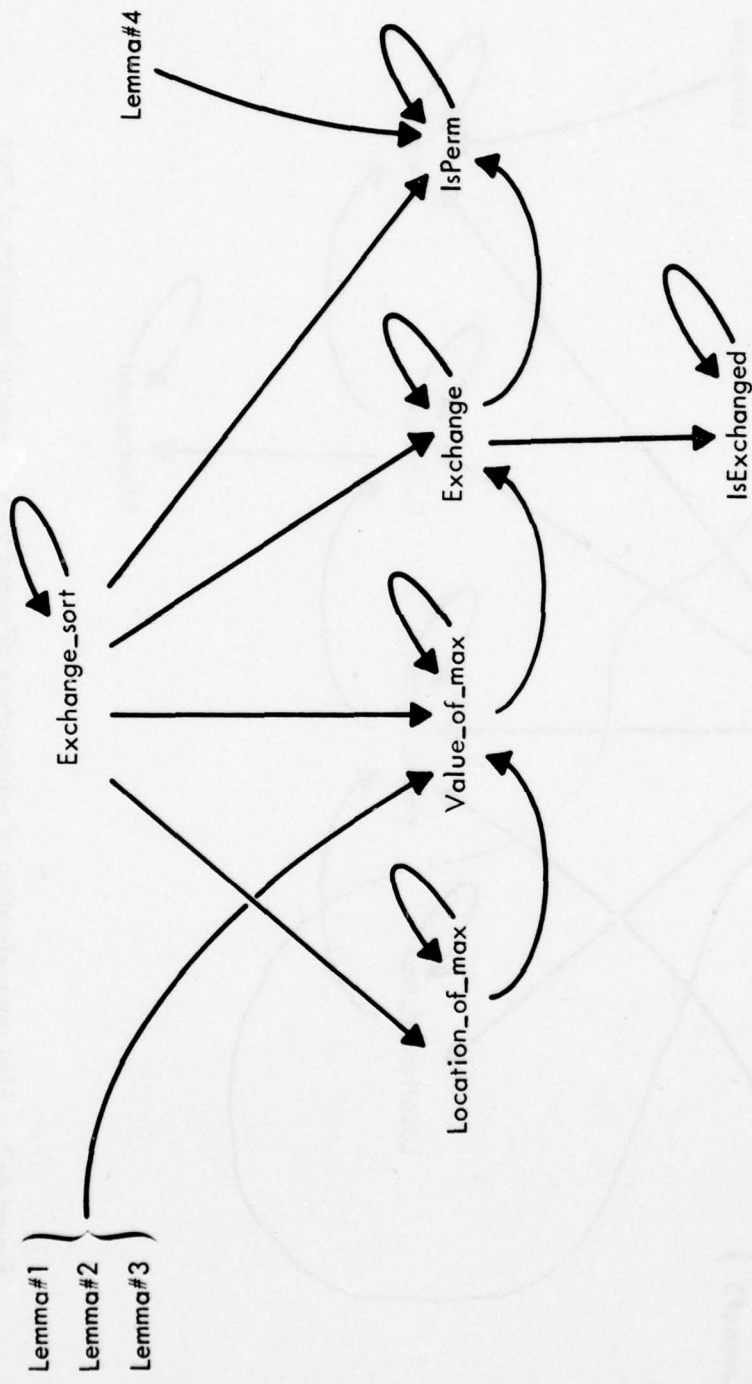 Lemma#1
Lemma#2
Lemma#3
Exchange_sort
Lemma#4
Location_of_max
Value_of_max
Exchange
IsPerm
IsExchanged